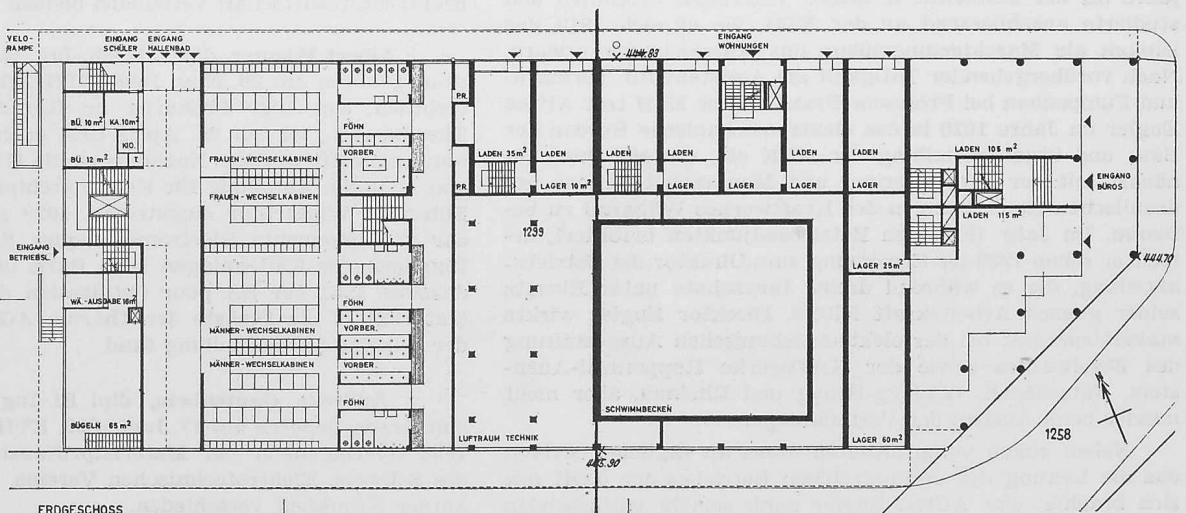 VELO-
RAMPE
EINGANG
SCHÜLER
EINGANG
HALLENBAD
444.83
EINGANG
WOHNUNGEN
BÜ. 10 m²
KA. 10 m²
KIO.
BÜ. 12 m²
T.
FRAUEN-WECHSELKABINEN
FRAUEN-WECHSELKABINEN
FÖHN
VORBER.
PR.
PR.
LADEN 35 m²
LADEN
LADEN
LADEN
LADEN
LADEN
LADEN
LADEN 105 m²
LAGER 10 m²
LAGER
LAGER
LAGER
LAGER
EINGANG
BÜROS
LADEN 115 m²
1299
EINGANG
BETRIEBSL.
444.70
LAGER 25 m²
WÄ.-AUSGABE 16 m²
FÖHN
VORBER.
MÄNNER-WECHSELKABINEN
MÄNNER-WECHSELKABINEN
VORBER.
FÖHN
SCHWIMMBECKEN
BÜGELN 65 m²
LUFTRAUM TECHNIK
LAGER 60 m²
1258
445.90
ERDGESCHOSS